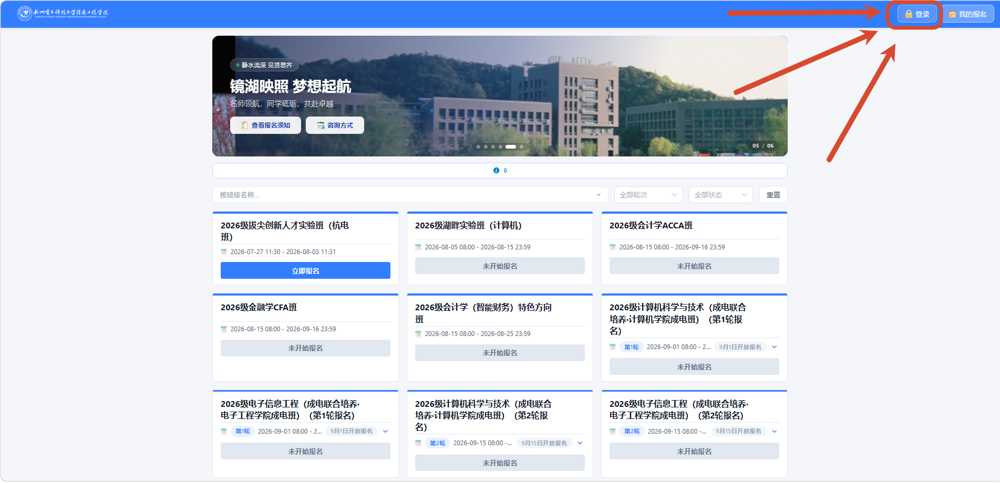 杭州电子科技大学信息工程学院
HANGZHOU DIANZI UNIVERSITY INFORMATION ENGINEERING COLLEGE
登录
我的报名
静水流深 见贤思齐
镜湖映照 梦想起航
名师领航，同学砥砺，共赴卓越
查看报名须知
咨询方式
05 / 06
6
按班级名称...
全部轮次
全部状态
重置
2026级拔尖创新人才实验班（杭电
班）
2026-07-27 11:30 - 2026-08-03 11:31
立即报名
2026级湖畔实验班（计算机）
2026-08-05 08:00 - 2026-08-15 23:59
未开始报名
2026级会计学ACCA班
2026-08-15 08:00 - 2026-09-16 23:59
未开始报名
2026级金融学CFA班
2026-08-15 08:00 - 2026-09-16 23:59
未开始报名
2026级会计学（智能财务）特色方向
班
2026-08-15 08:00 - 2026-08-25 23:59
未开始报名
2026级计算机科学与技术（成电联合
培养·计算机学院成电班）（第1轮报
名）
第1轮 2026-09-01 08:00 - 2... 9月1日开放报名
未开始报名
2026级电子信息工程（成电联合培养·
电子工程学院成电班）（第1轮报名）
第1轮 2026-09-01 08:00 - 2... 9月1日开放报名
未开始报名
2026级计算机科学与技术（成电联合
培养·计算机学院成电班）（第2轮报
名）
第2轮 2026-09-15 08:00 -... 9月15日开放报名
未开始报名
2026级电子信息工程（成电联合培养·
电子工程学院成电班）（第2轮报名）
第2轮 2026-09-15 08:00 -... 9月15日开放报名
未开始报名